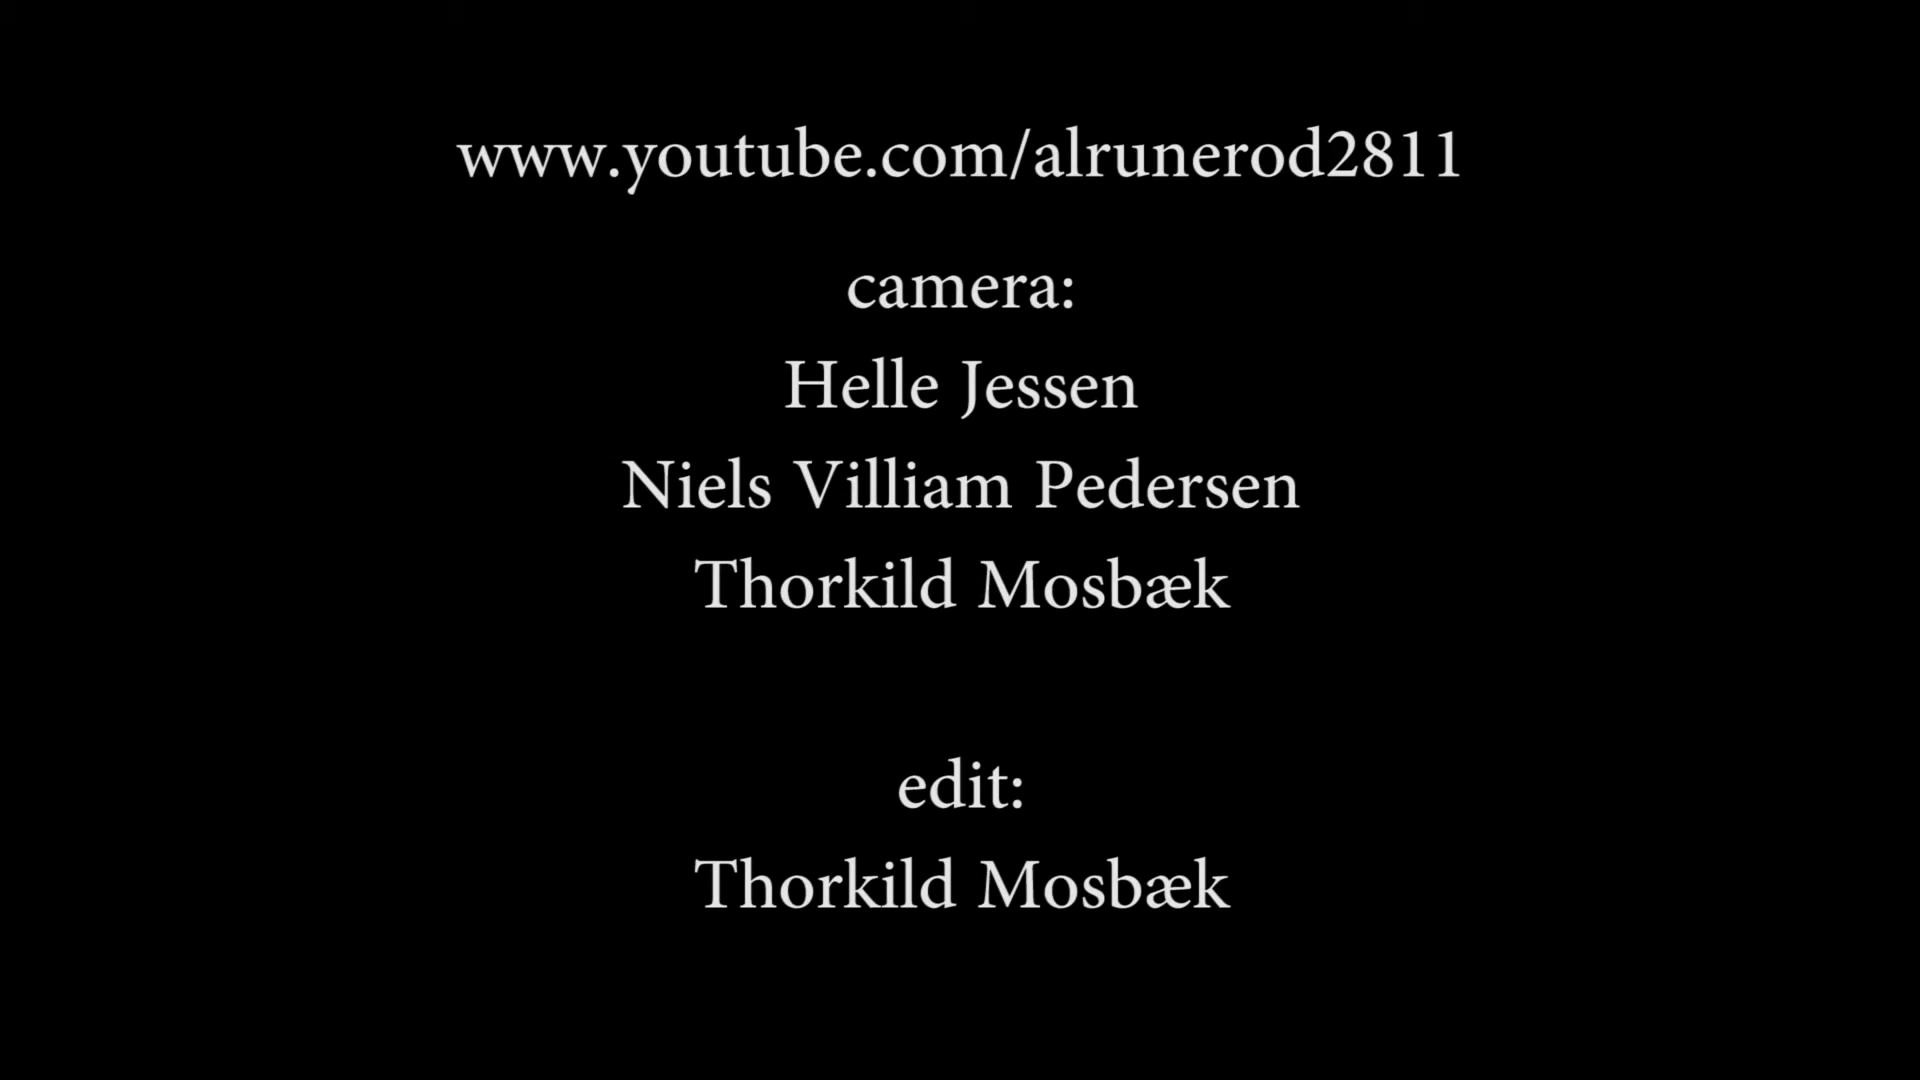 www.youtube.com/alrunerod2811
camera:
Helle Jessen
Niels Villiam Pedersen
Thorkild Mosbæk
edit:
Thorkild Mosbæk